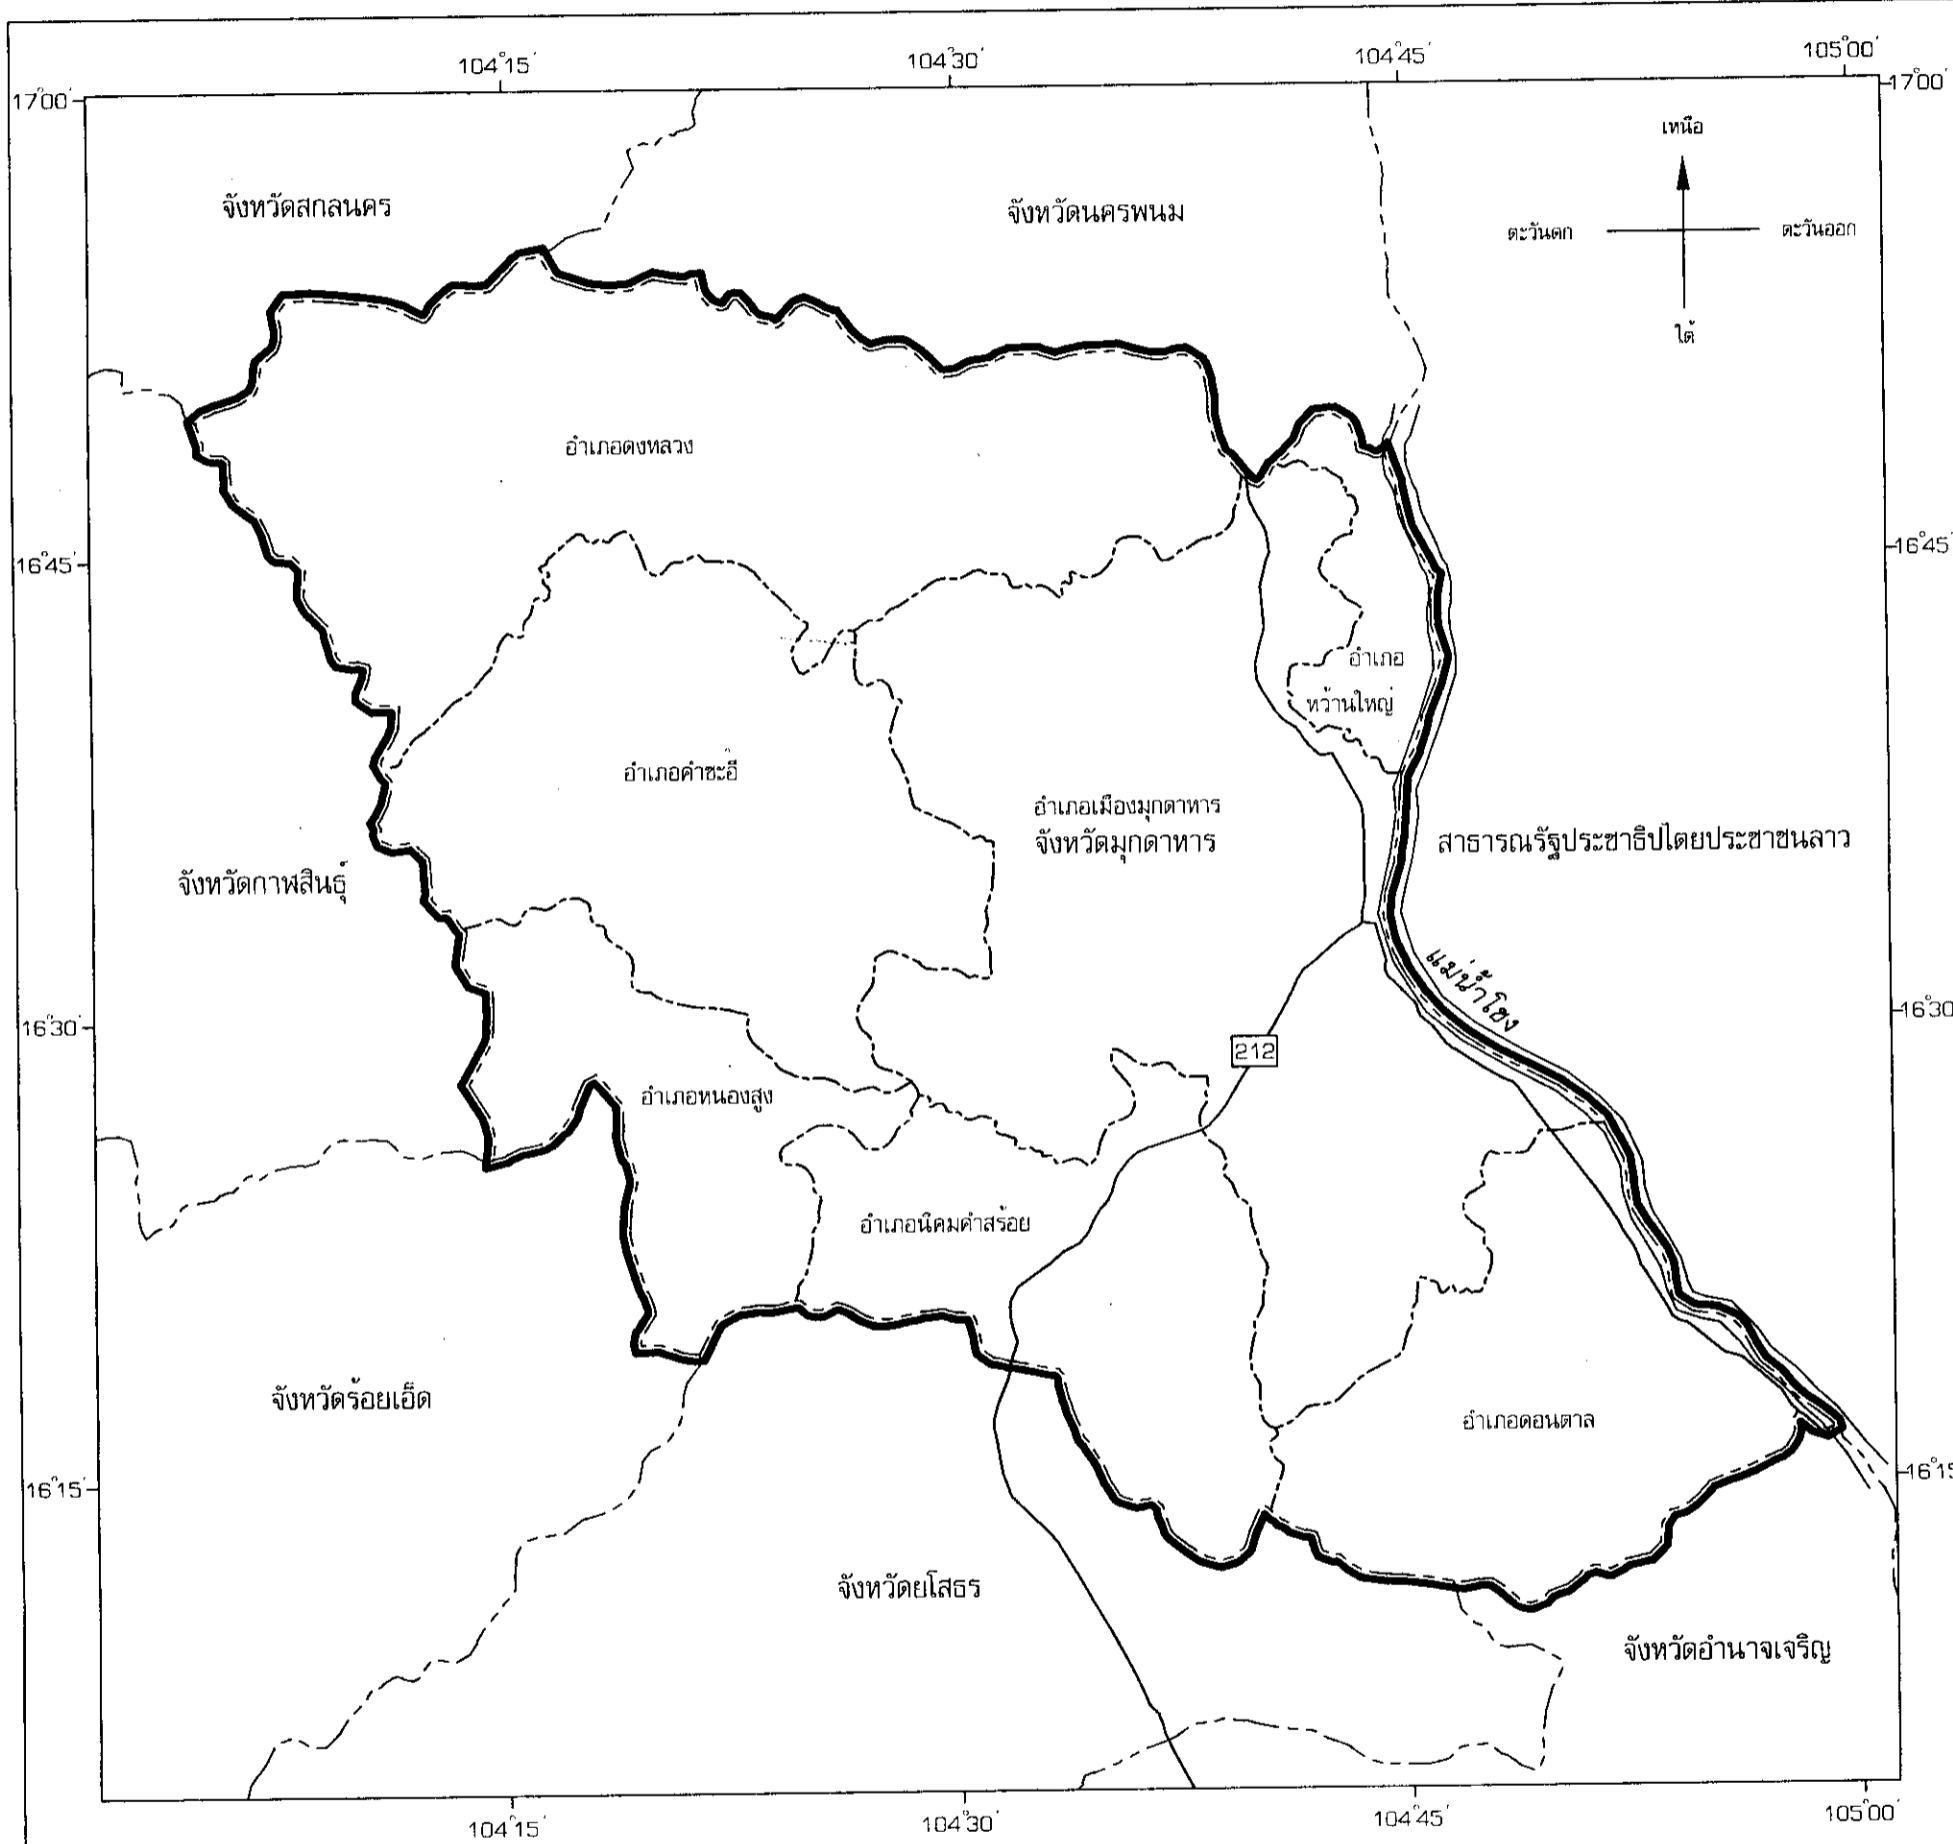 104°15′ 104°30′ 104°45′ 105°00′
17°00′ 17°00′
เหนือ
จังหวัดสกลนคร จังหวัดนครพนม
ตะวันตก ตะวันออก
ใต้
อำเภอดงหลวง
16°45′ 16°45′
อำเภอ
หว้านใหญ่
อำเภอคำชะอี
อำเภอเมืองมุกดาหาร
จังหวัดมุกดาหาร สาธารณรัฐประชาธิปไตยประชาชนลาว
จังหวัดกาฬสินธุ์
แม่น้ำโขง
16°30′ 16°30′
212
อำเภอหนองสูง
อำเภอนิคมคำสร้อย
จังหวัดร้อยเอ็ด
อำเภอดอนตาล
16°15′ 16°15′
จังหวัดยโสธร
จังหวัดอำนาจเจริญ
104°15′ 104°30′ 104°45′ 105°00′